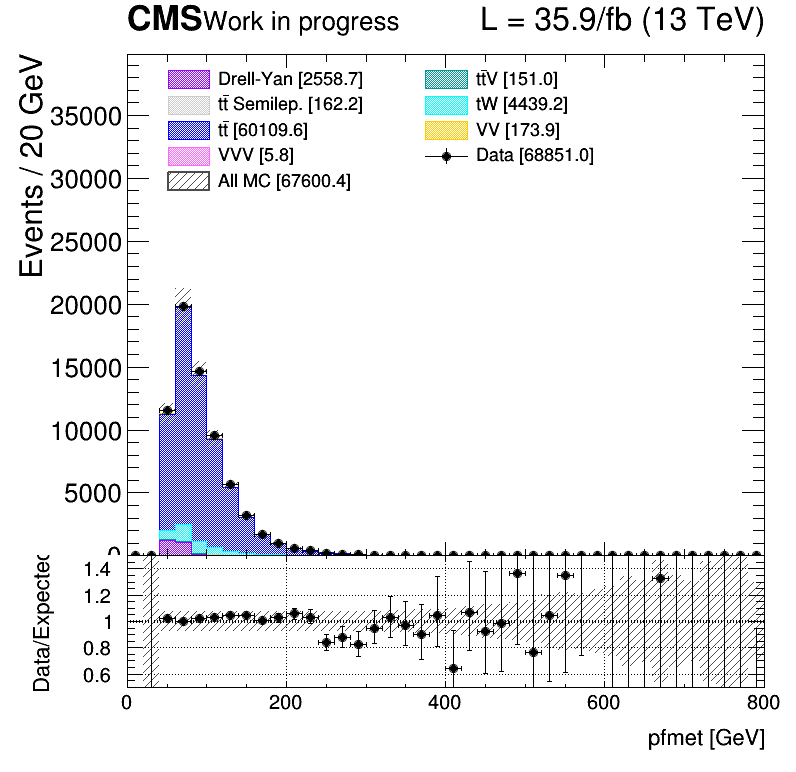 CMS Work in progress L = 35.9/fb (13 TeV)
Events / 20 GeV
Drell-Yan [2558.7]
tt̄ Semilep. [162.2]
tt̄ [60109.6]
VVV [5.8]
All MC [67600.4]
tt̄V [151.0]
tW [4439.2]
VV [173.9]
Data [68851.0]
35000
30000
25000
20000
15000
10000
5000
0
Data/Expected
1.4
1.2
1
0.8
0.6
0 200 400 600 800
pfmet [GeV]